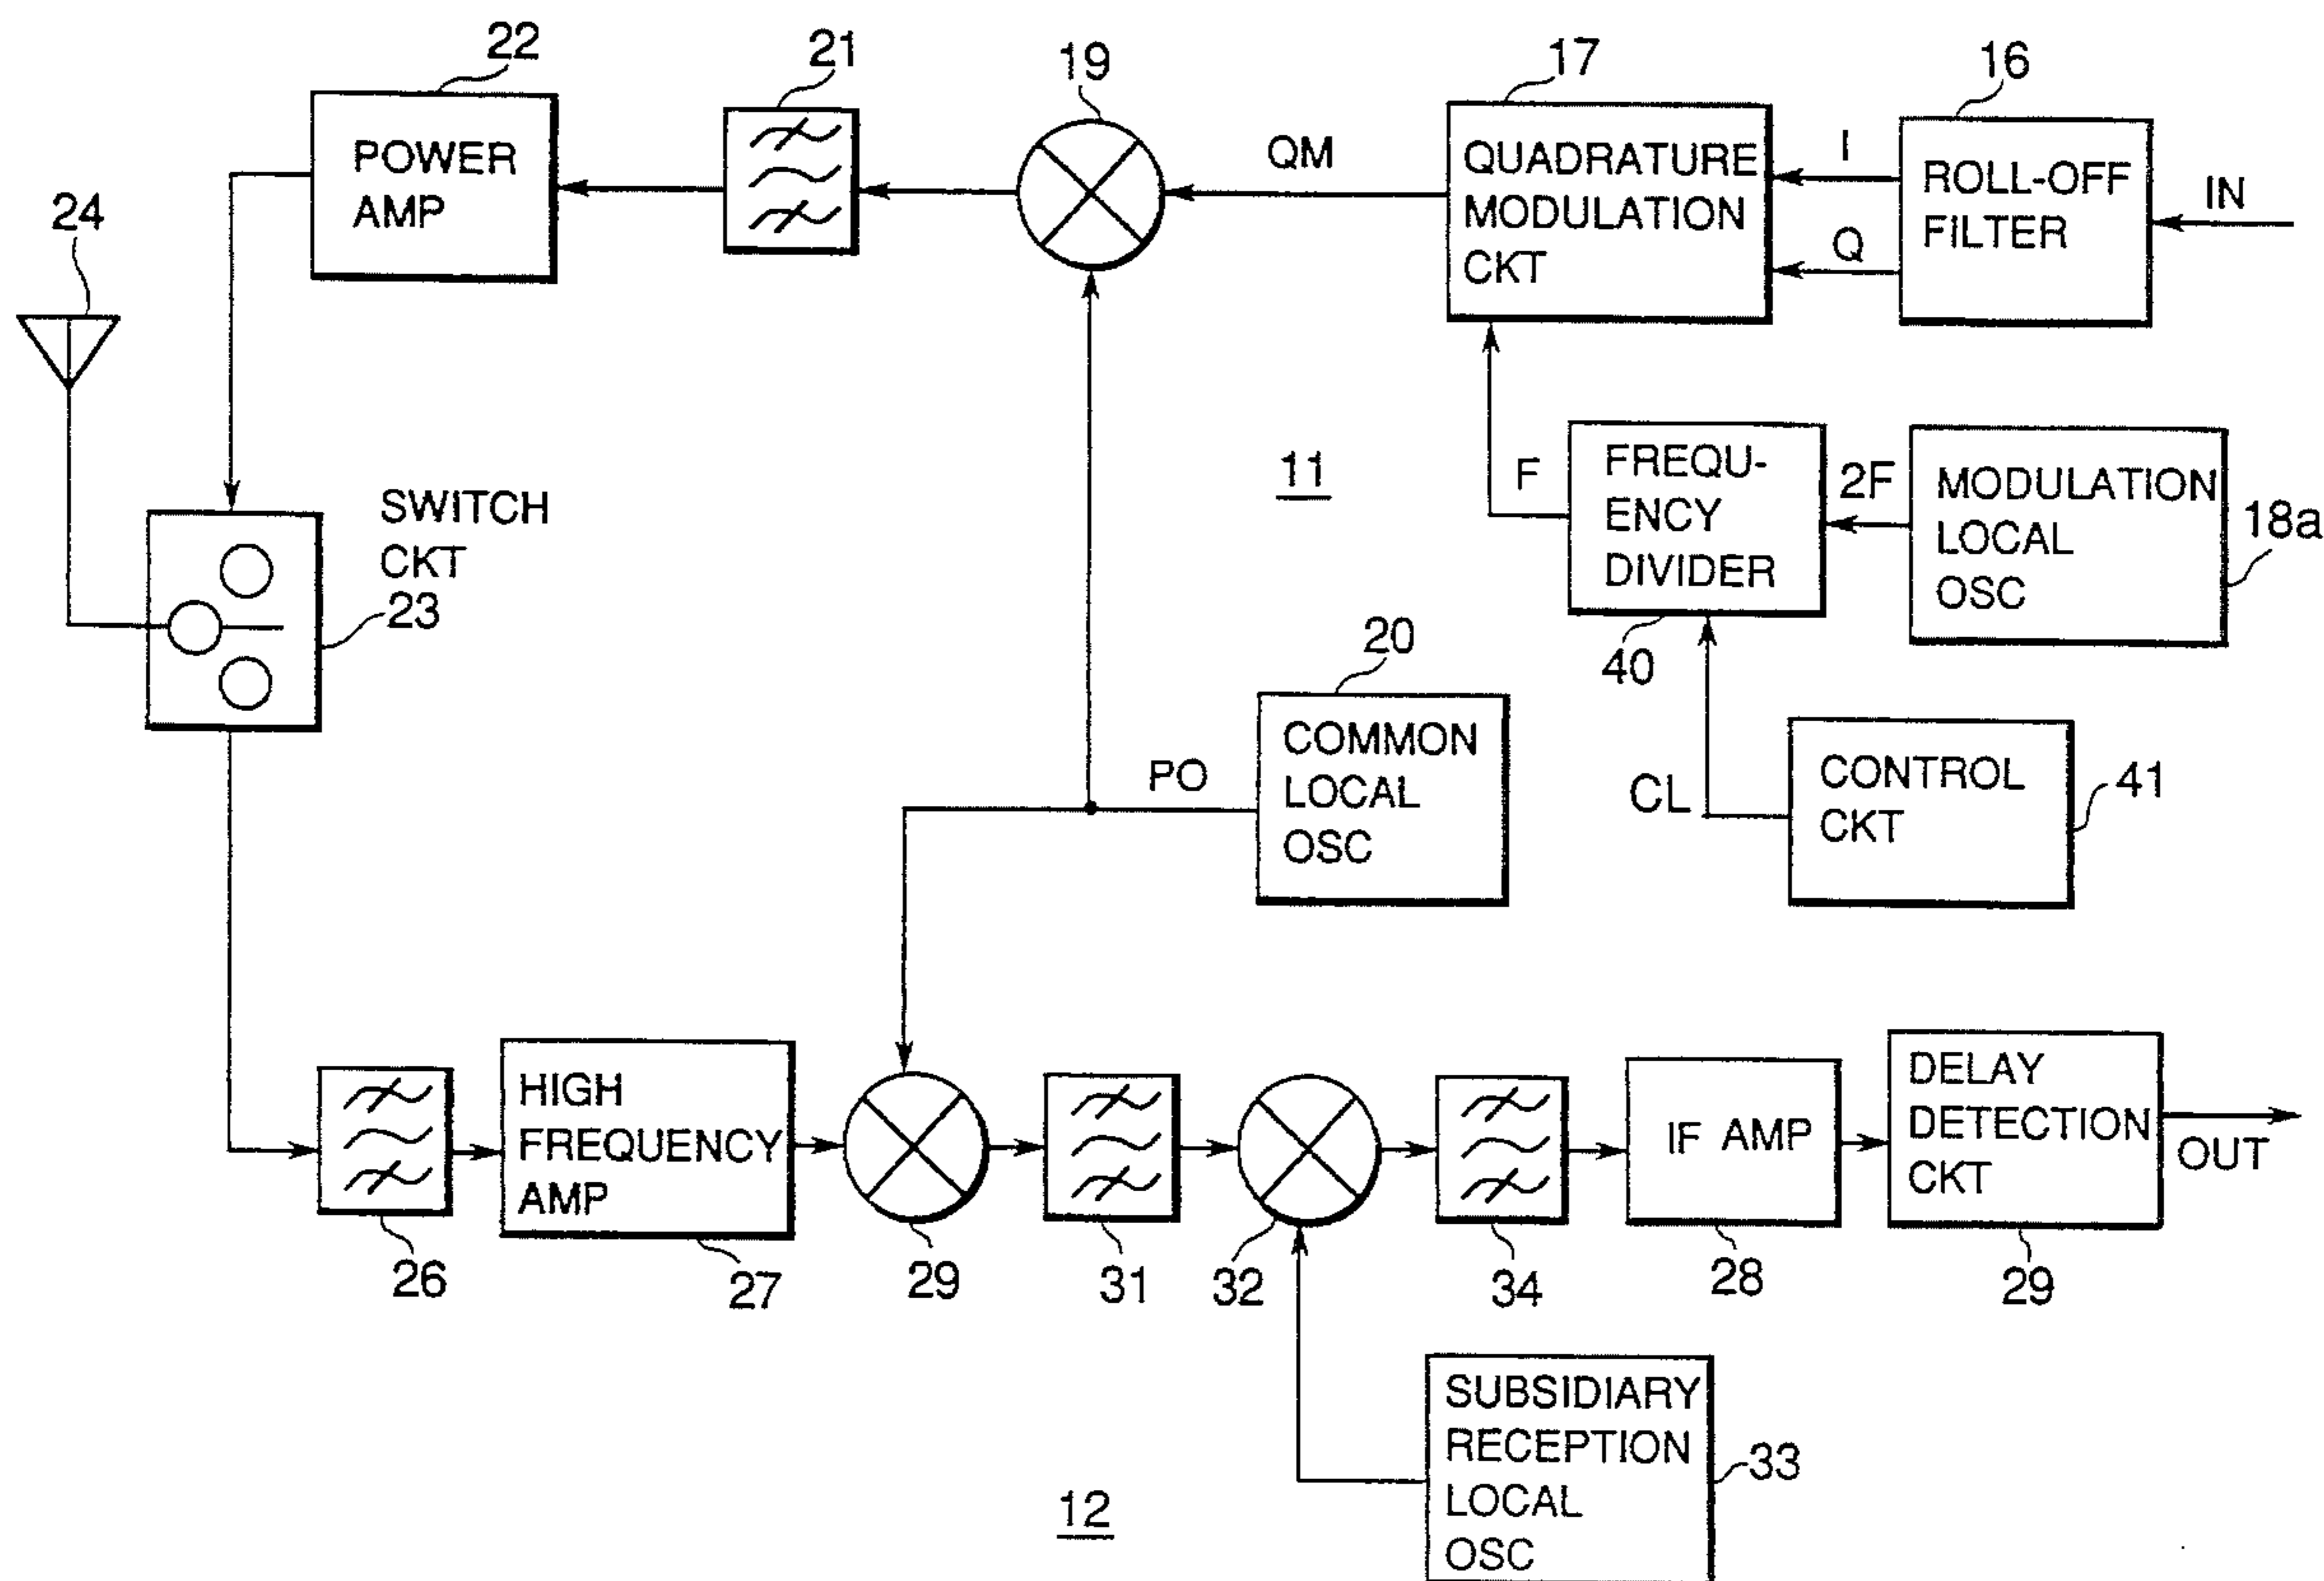 22
21
19
17
16
POWER
AMP
QM
QUADRATURE
MODULATION
CKT
I
Q
ROLL-OFF
FILTER
IN
24
SWITCH
CKT
23
11
F
FREQU-
ENCY
DIVIDER
40
2F
MODULATION
LOCAL
OSC
18a
20
COMMON
LOCAL
OSC
PO
CL
CONTROL
CKT
41
26
HIGH
FREQUENCY
AMP
27
29
31
32
34
IF AMP
28
DELAY
DETECTION
CKT
29
OUT
SUBSIDIARY
RECEPTION
LOCAL
OSC
33
12